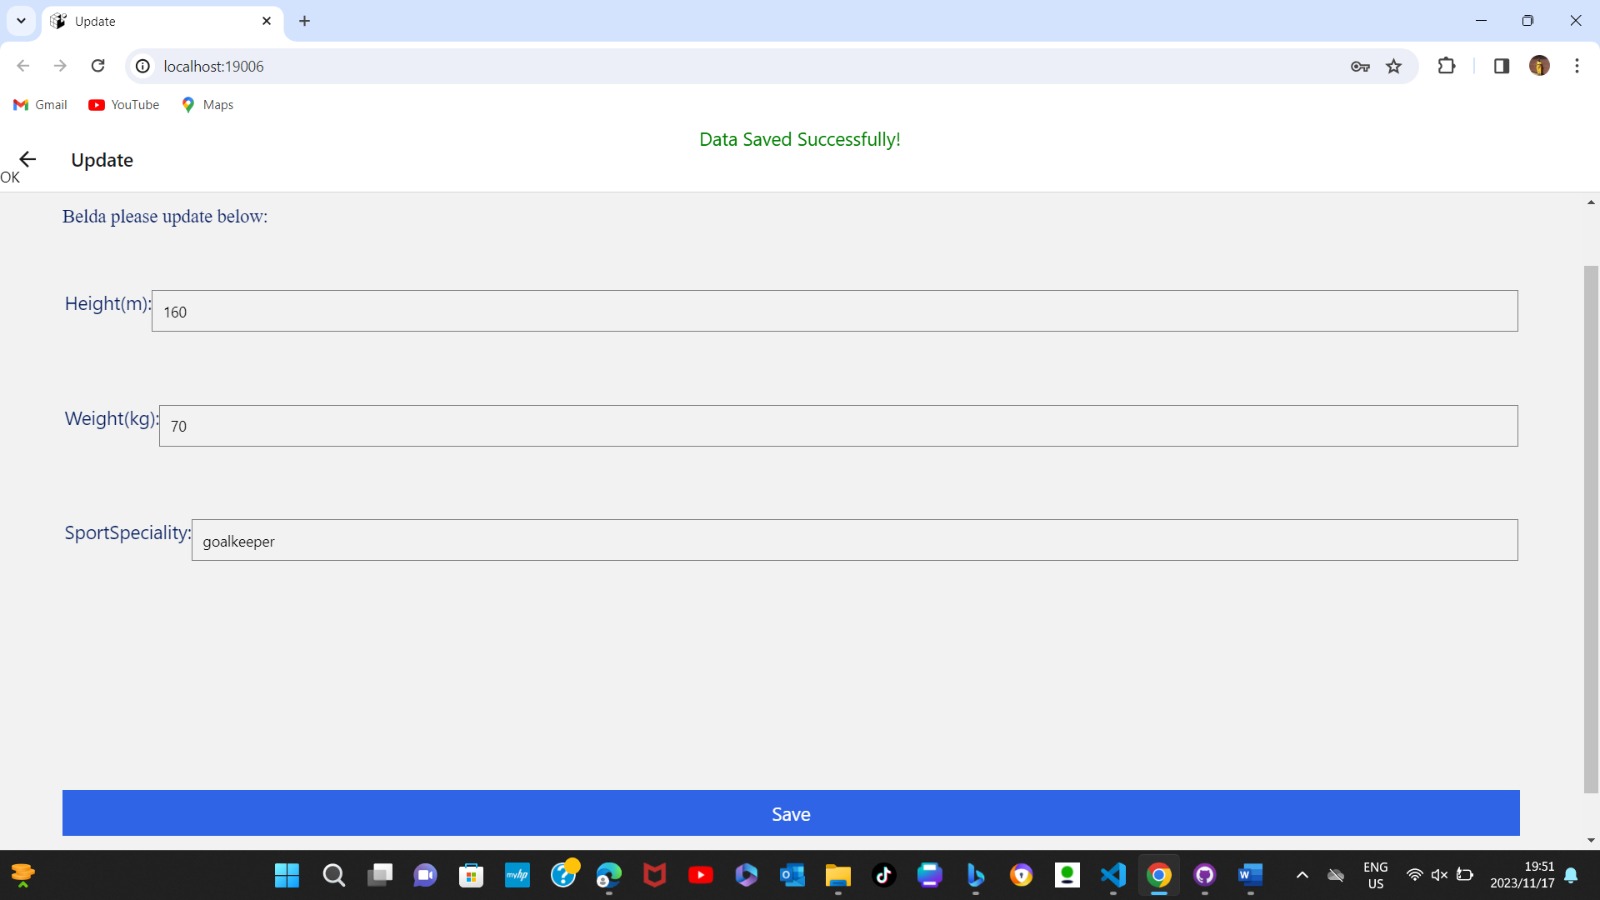 Update
localhost:19006
Gmail YouTube Maps
Data Saved Successfully!
Update
OK
Belda please update below:
Height(m): 160
Weight(kg): 70
SportSpeciality: goalkeeper
Save
myhp
ENG
US
19:51
2023/11/17